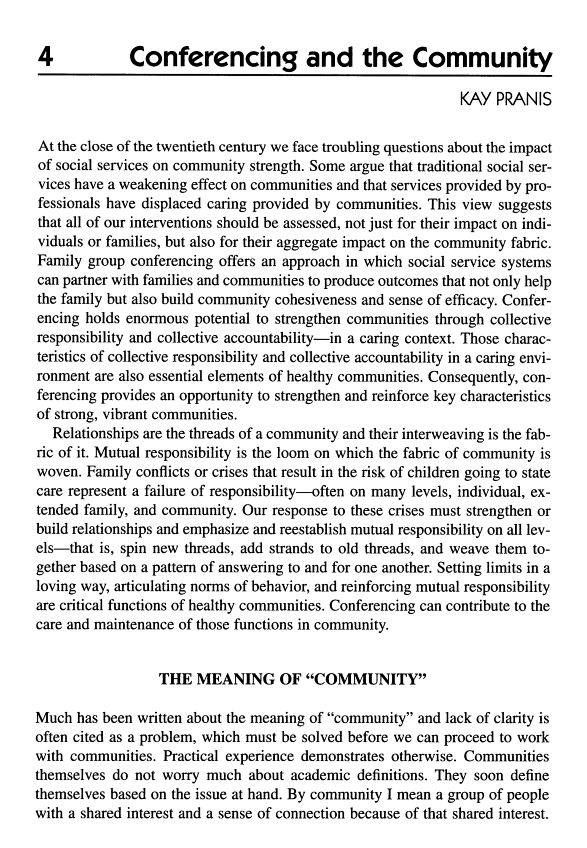 4 Conferencing and the Community
KAY PRANIS
At the close of the twentieth century we face troubling questions about the impact
of social services on community strength. Some argue that traditional social ser-
vices have a weakening effect on communities and that services provided by pro-
fessionals have displaced caring provided by communities. This view suggests
that all of our interventions should be assessed, not just for their impact on indi-
viduals or families, but also for their aggregate impact on the community fabric.
Family group conferencing offers an approach in which social service systems
can partner with families and communities to produce outcomes that not only help
the family but also build community cohesiveness and sense of efficacy. Confer-
encing holds enormous potential to strengthen communities through collective
responsibility and collective accountability—in a caring context. Those charac-
teristics of collective responsibility and collective accountability in a caring envi-
ronment are also essential elements of healthy communities. Consequently, con-
ferencing provides an opportunity to strengthen and reinforce key characteristics
of strong, vibrant communities.
Relationships are the threads of a community and their interweaving is the fab-
ric of it. Mutual responsibility is the loom on which the fabric of community is
woven. Family conflicts or crises that result in the risk of children going to state
care represent a failure of responsibility—often on many levels, individual, ex-
tended family, and community. Our response to these crises must strengthen or
build relationships and emphasize and reestablish mutual responsibility on all lev-
els—that is, spin new threads, add strands to old threads, and weave them to-
gether based on a pattern of answering to and for one another. Setting limits in a
loving way, articulating norms of behavior, and reinforcing mutual responsibility
are critical functions of healthy communities. Conferencing can contribute to the
care and maintenance of those functions in community.
THE MEANING OF “COMMUNITY”
Much has been written about the meaning of “community” and lack of clarity is
often cited as a problem, which must be solved before we can proceed to work
with communities. Practical experience demonstrates otherwise. Communities
themselves do not worry much about academic definitions. They soon define
themselves based on the issue at hand. By community I mean a group of people
with a shared interest and a sense of connection because of that shared interest.